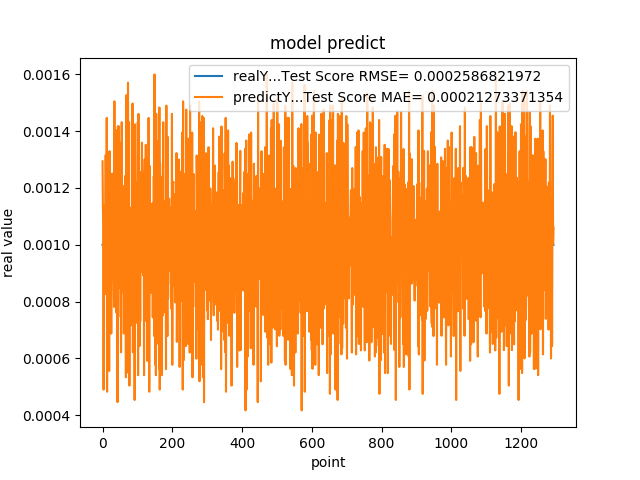 model predict
realY...Test Score RMSE= 0.0002586821972
predictY...Test Score MAE= 0.00021273371354
0.0016
0.0014
0.0012
0.0010
0.0008
0.0006
0.0004
real value
0 200 400 600 800 1000 1200
point